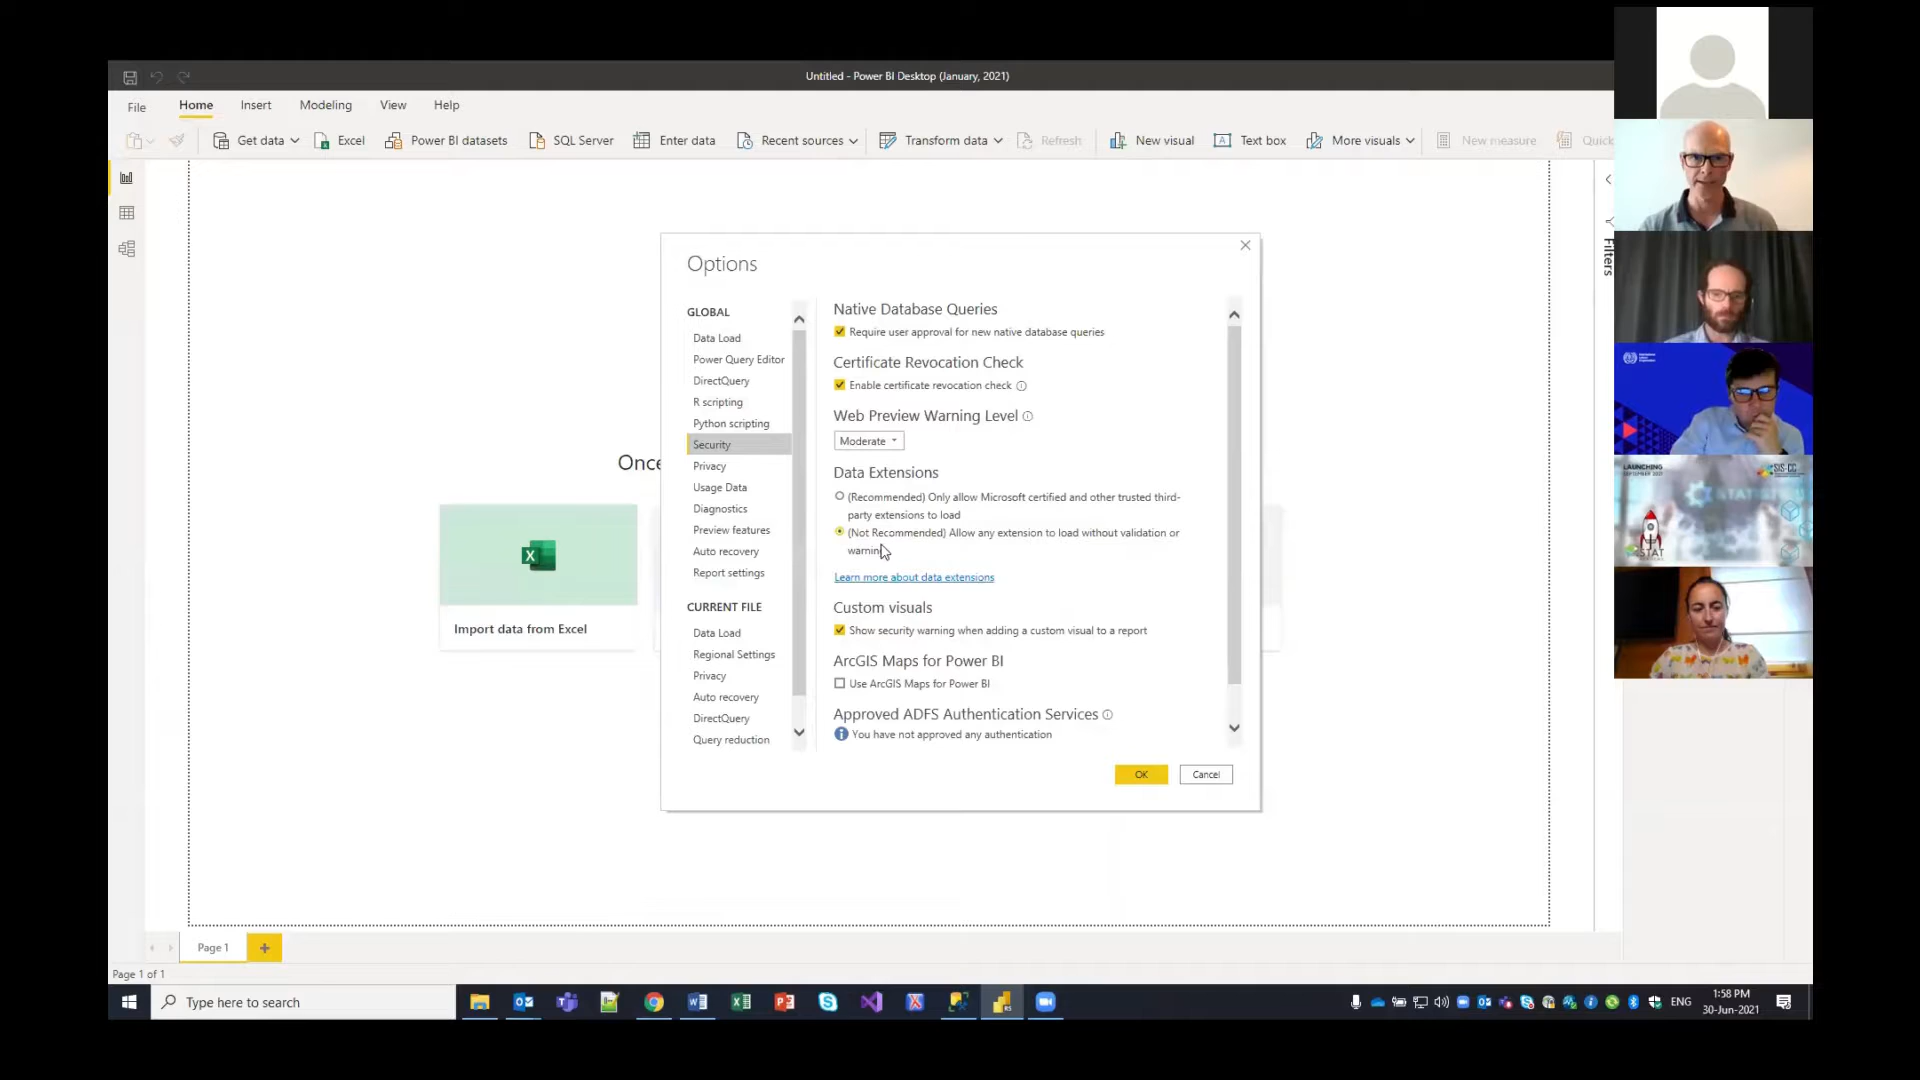 Untitled - Power BI Desktop (January, 2021)
File Home Insert Modeling View Help
Get data Excel Power BI datasets SQL Server Enter data Recent sources Transform data Refresh New visual Text box More visuals New measure Quick
Filters
Once
Import data from Excel
Options
GLOBAL
Data Load
Power Query Editor
DirectQuery
R scripting
Python scripting
Security
Privacy
Usage Data
Diagnostics
Preview features
Auto recovery
Report settings
CURRENT FILE
Data Load
Regional Settings
Privacy
Auto recovery
DirectQuery
Query reduction
Native Database Queries
Require user approval for new native database queries
Certificate Revocation Check
Enable certificate revocation check
Web Preview Warning Level
Moderate
Data Extensions
(Recommended) Only allow Microsoft certified and other trusted third-
party extensions to load
(Not Recommended) Allow any extension to load without validation or
warning
Learn more about data extensions
Custom visuals
Show security warning when adding a custom visual to a report
ArcGIS Maps for Power BI
Use ArcGIS Maps for Power BI
Approved ADFS Authentication Services
You have not approved any authentication
OK Cancel
LAUNCHING
SIS-CC
Page 1
Page 1 of 1
Type here to search
ENG
1:58 PM
30-Jun-2021